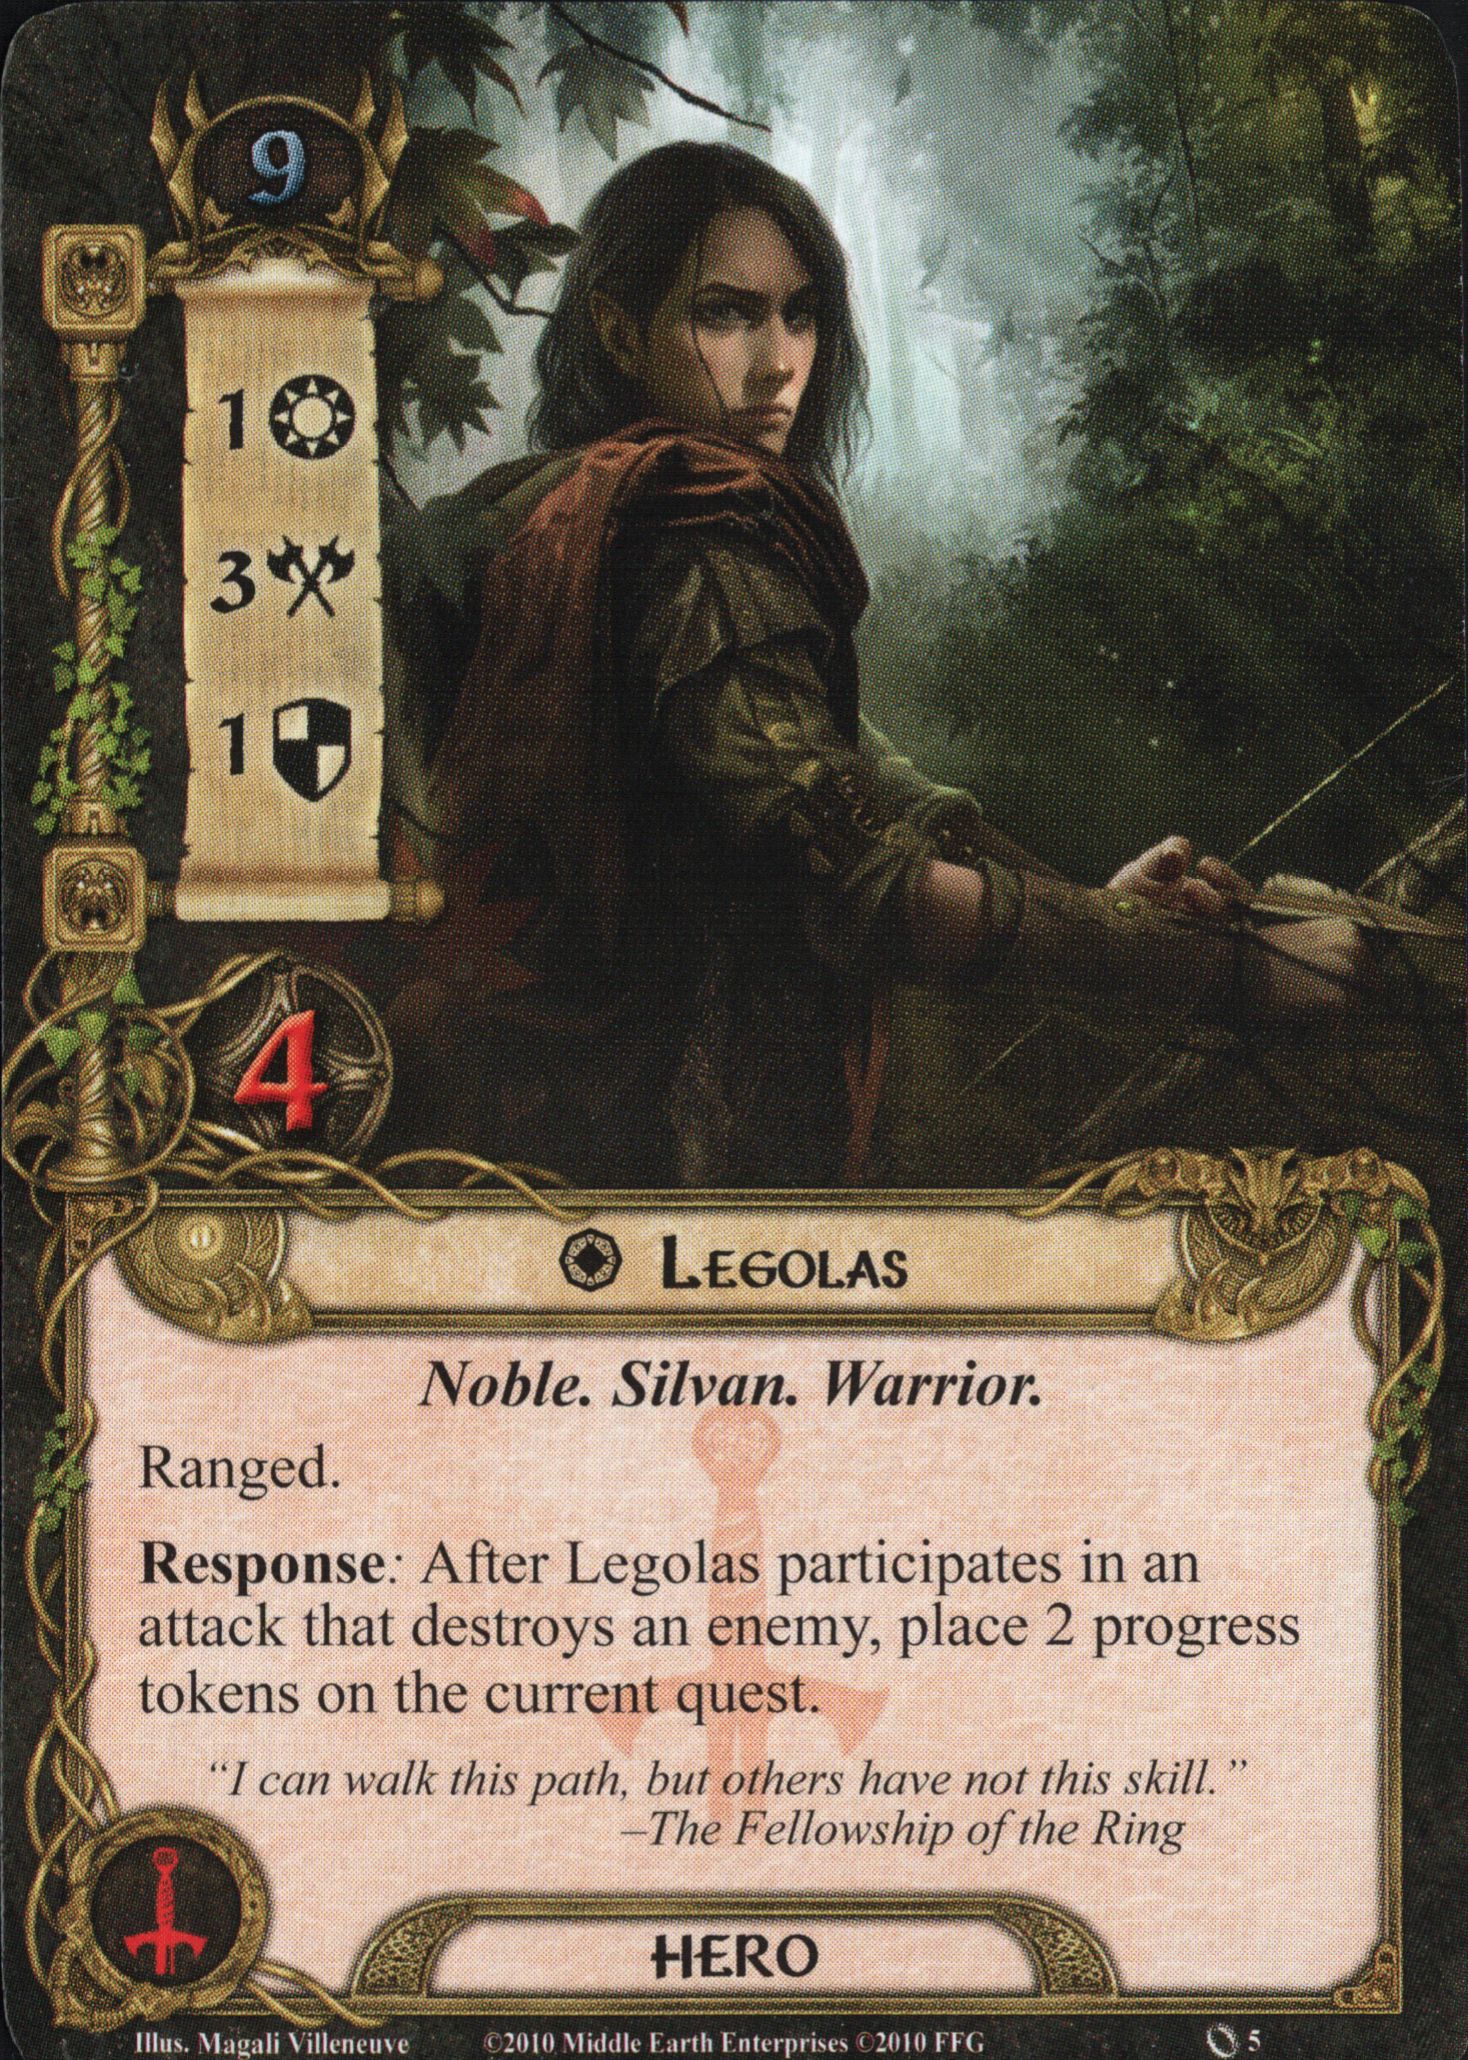 9
1
3
1
4
LEGOLAS
Noble. Silvan. Warrior.
Ranged.
Response: After Legolas participates in an
attack that destroys an enemy, place 2 progress
tokens on the current quest.
“I can walk this path, but others have not this skill.”
–The Fellowship of the Ring
HERO
Illus. Magali Villeneuve ©2010 Middle Earth Enterprises ©2010 FFG 5